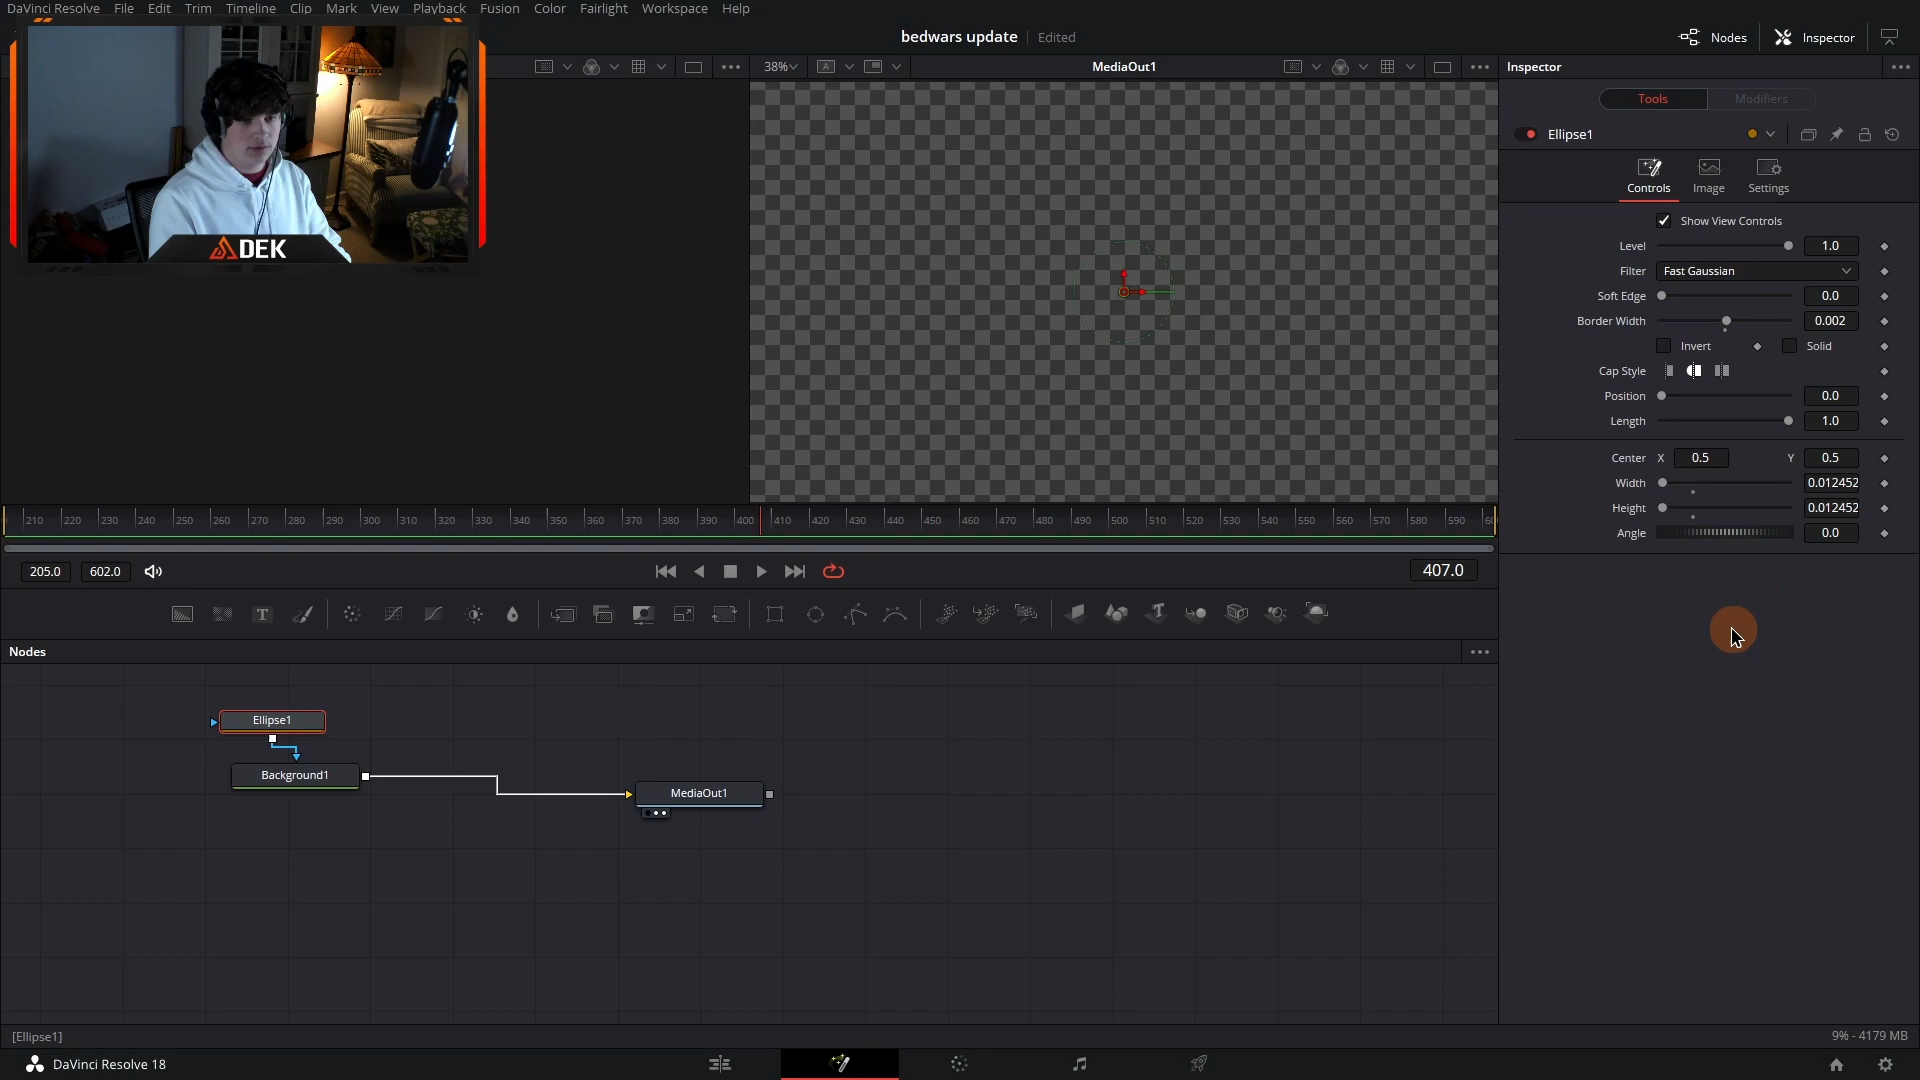 DaVinci Resolve File Edit Trim Timeline Clip Mark View Playback Fusion Color Fairlight Workspace Help
bedwars update Edited
Nodes Inspector
38% A MediaOut1
Inspector
Tools Modifiers
Ellipse1
Controls Image Settings
Show View Controls
Level 1.0
Filter Fast Gaussian
Soft Edge 0.0
Border Width 0.002
Invert Solid
Cap Style
Position 0.0
Length 1.0
Center X 0.5 Y 0.5
Width 0.012452
Height 0.012452
Angle 0.0
DEK
210 220 230 240 250 260 270 280 290 300 310 320 330 340 350 360 370 380 390 400 410 420 430 440 450 460 470 480 490 500 510 520 530 540 550 560 570 580 590
205.0 602.0 407.0
T T
Nodes
Ellipse1
Background1
MediaOut1
[Ellipse1]
9% - 4179 MB
DaVinci Resolve 18